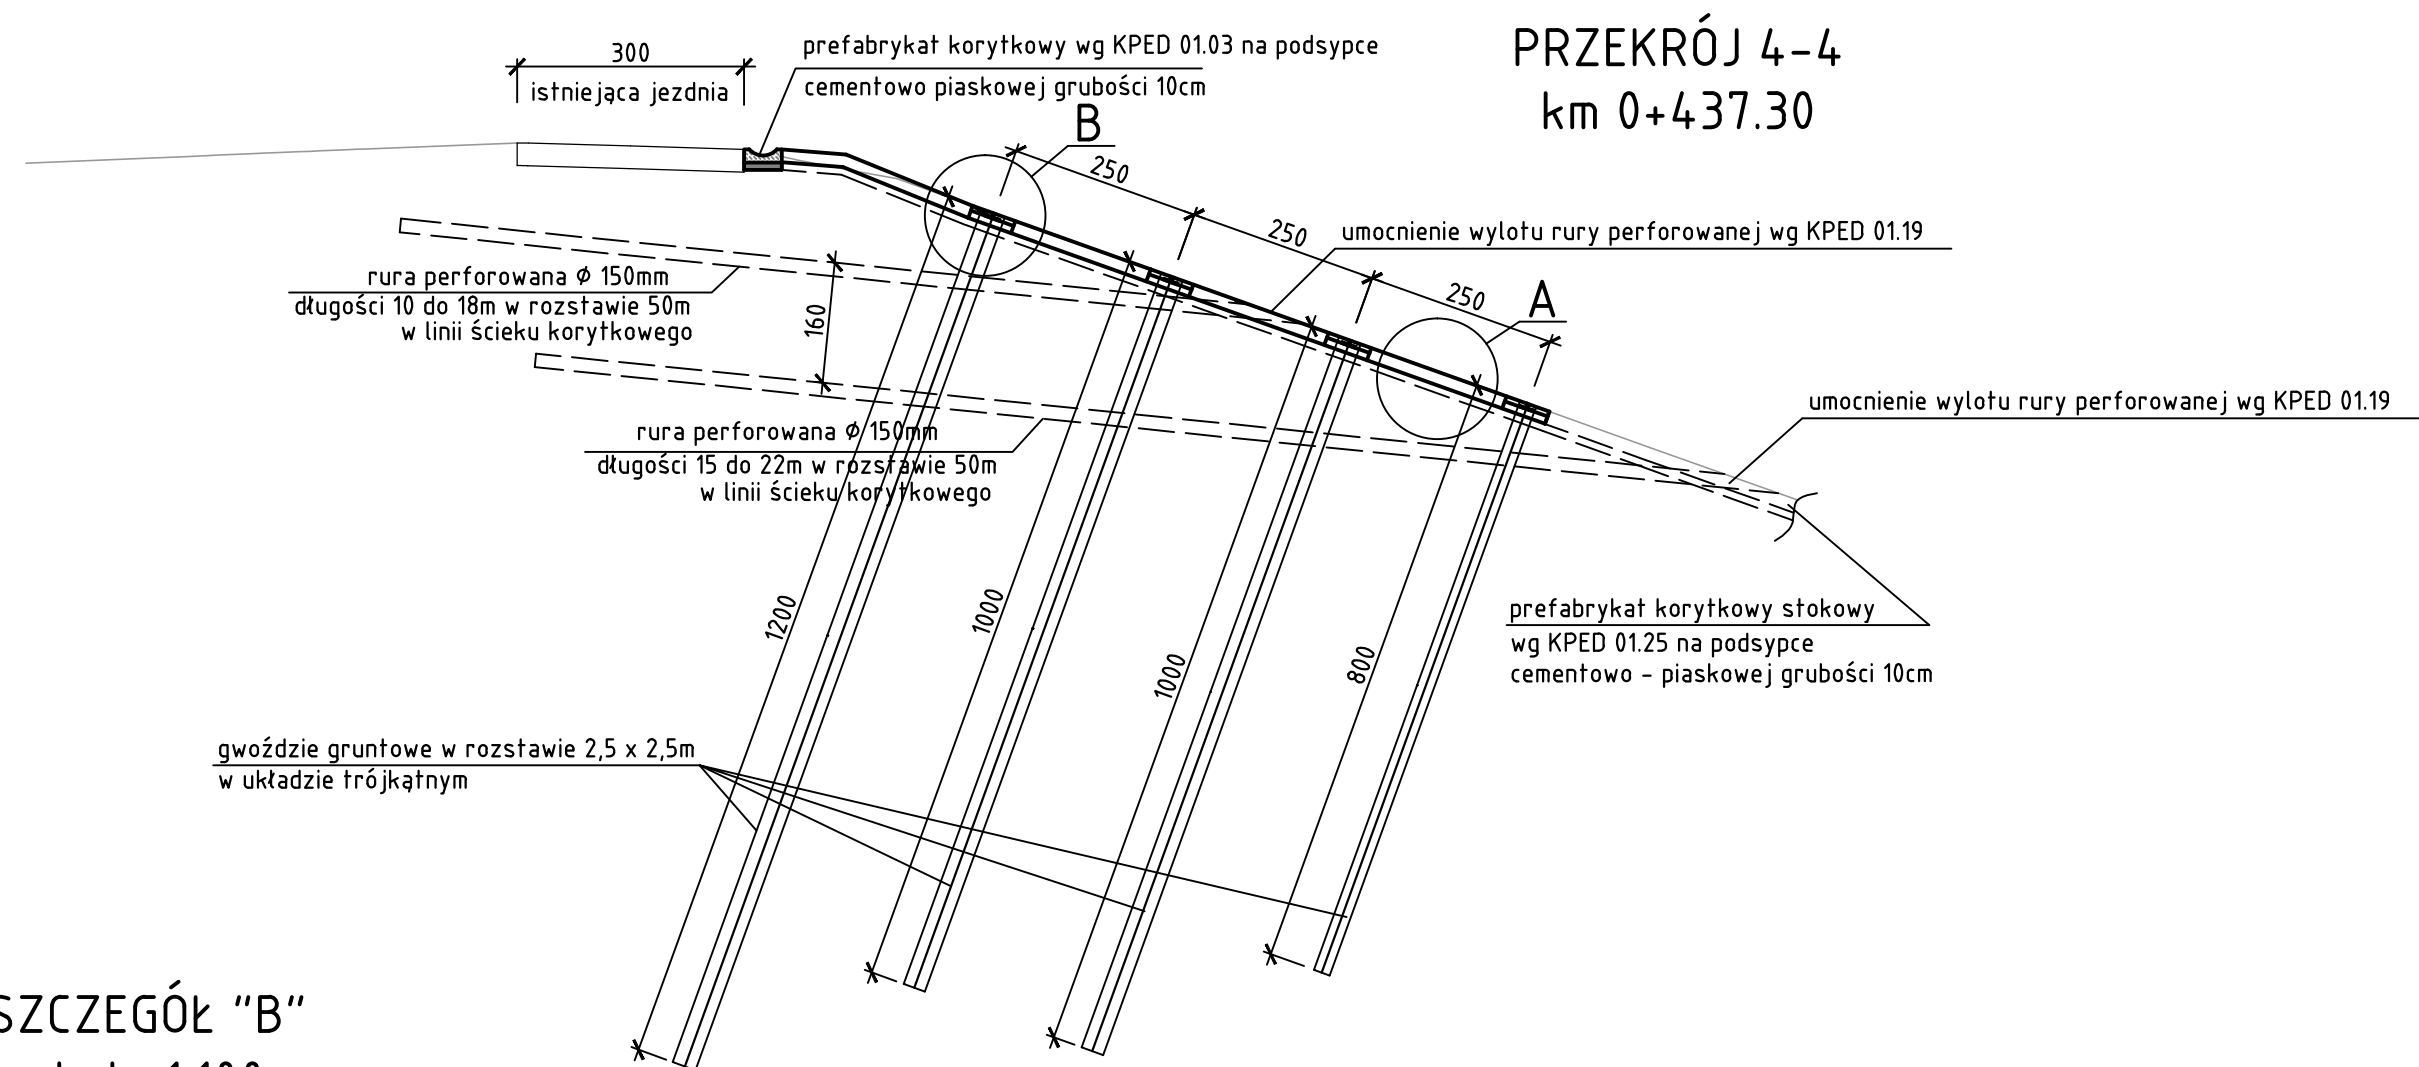 PRZEKRÓJ 4-4
km 0+437.30
300
istniejąca jezdnia
prefabrykat korytkowy wg KPED 01.03 na podsypce
cementowo piaskowej grubości 10cm
B
250
250
250
A
umocnienie wylotu rury perforowanej wg KPED 01.19
rura perforowana Ø 150mm
długości 10 do 18m w rozstawie 50m
w linii ścieku korytkowego
160
umocnienie wylotu rury perforowanej wg KPED 01.19
rura perforowana Ø 150mm
długości 15 do 22m w rozstawie 50m
w linii ścieku korytkowego
1200
1000
1000
800
prefabrykat korytkowy stokowy
wg KPED 01.25 na podsypce
cementowo - piaskowej grubości 10cm
gwoździe gruntowe w rozstawie 2,5 x 2,5m
w układzie trójkątnym
SZCZEGÓŁ "B"